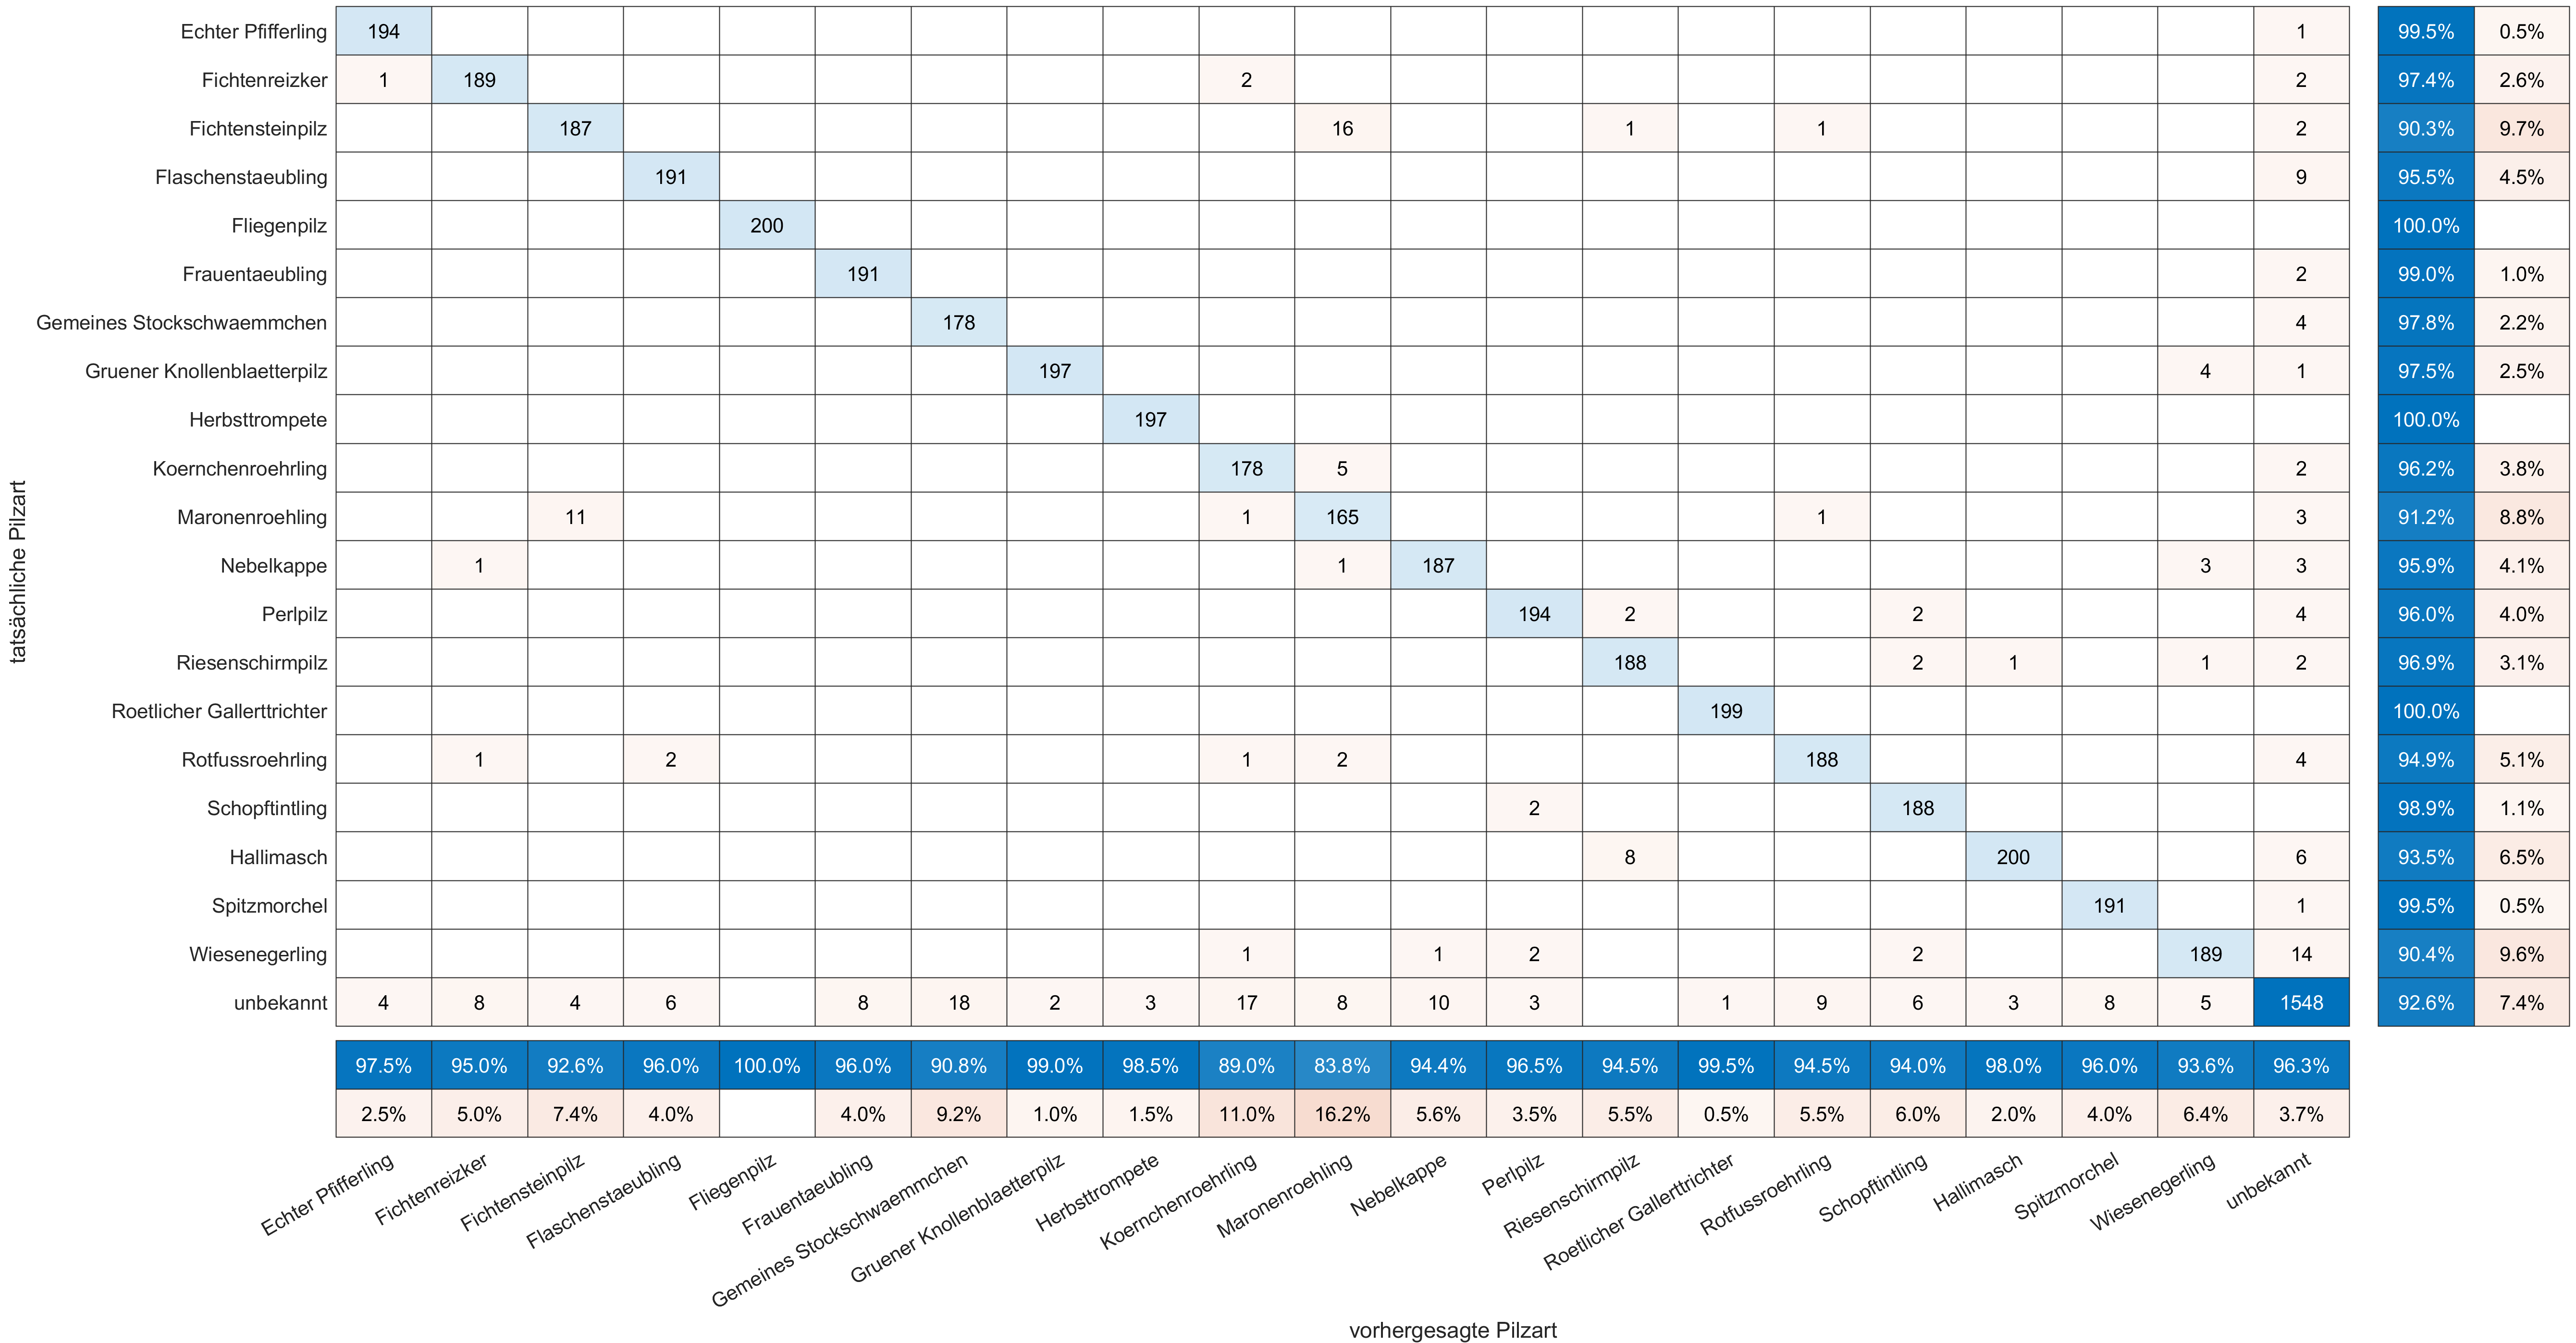 Echter Pfifferling 194 1 99.5% 0.5%
Fichtenreizker 1 189 2 2 97.4% 2.6%
Fichtensteinpilz 187 16 1 1 2 90.3% 9.7%
Flaschenstaeubling 191 9 95.5% 4.5%
Fliegenpilz 200 100.0%
Frauentaeubling 191 2 99.0% 1.0%
Gemeines Stockschwaemmchen 178 4 97.8% 2.2%
Gruener Knollenblaetterpilz 197 4 1 97.5% 2.5%
Herbsttrompete 197 100.0%
Koernchenroehrling 178 5 2 96.2% 3.8%
Maronenroehling 11 1 165 1 3 91.2% 8.8%
Nebelkappe 1 1 187 3 3 95.9% 4.1%
Perlpilz 194 2 2 4 96.0% 4.0%
Riesenschirmpilz 188 2 1 1 2 96.9% 3.1%
Roetlicher Gallerttrichter 199 100.0%
Rotfussroehrling 1 2 1 2 188 4 94.9% 5.1%
Schopftintling 2 188 98.9% 1.1%
Hallimasch 8 200 6 93.5% 6.5%
Spitzmorchel 191 1 99.5% 0.5%
Wiesenegerling 1 1 2 2 189 14 90.4% 9.6%
unbekannt 4 8 4 6 8 18 2 3 17 8 10 3 1 9 6 3 8 5 1548 92.6% 7.4%
tatsächliche Pilzart
97.5% 95.0% 92.6% 96.0% 100.0% 96.0% 90.8% 99.0% 98.5% 89.0% 83.8% 94.4% 96.5% 94.5% 99.5% 94.5% 94.0% 98.0% 96.0% 93.6% 96.3%
2.5% 5.0% 7.4% 4.0% 4.0% 9.2% 1.0% 1.5% 11.0% 16.2% 5.6% 3.5% 5.5% 0.5% 5.5% 6.0% 2.0% 4.0% 6.4% 3.7%
Echter Pfifferling
Fichtenreizker
Fichtensteinpilz
Flaschenstaeubling
Fliegenpilz
Frauentaeubling
Gemeines Stockschwaemmchen
Gruener Knollenblaetterpilz
Herbsttrompete
Koernchenroehrling
Maronenroehling
Nebelkappe
Perlpilz
Riesenschirmpilz
Roetlicher Gallerttrichter
Rotfussroehrling
Schopftintling
Hallimasch
Spitzmorchel
Wiesenegerling
unbekannt
vorhergesagte Pilzart